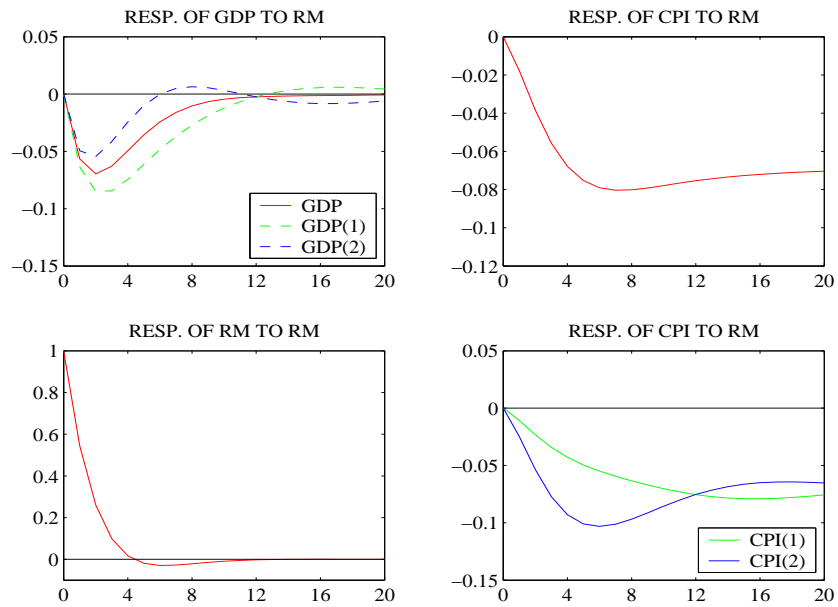 RESP. OF GDP TO RM
0.05
0
−0.05
−0.1
−0.15
0 4 8 12 16 20
GDP
GDP(1)
GDP(2)
RESP. OF CPI TO RM
0
−0.02
−0.04
−0.06
−0.08
−0.1
−0.12
0 4 8 12 16 20
RESP. OF RM TO RM
1
0.8
0.6
0.4
0.2
0
0 4 8 12 16 20
RESP. OF CPI TO RM
0.05
0
−0.05
−0.1
−0.15
0 4 8 12 16 20
CPI(1)
CPI(2)